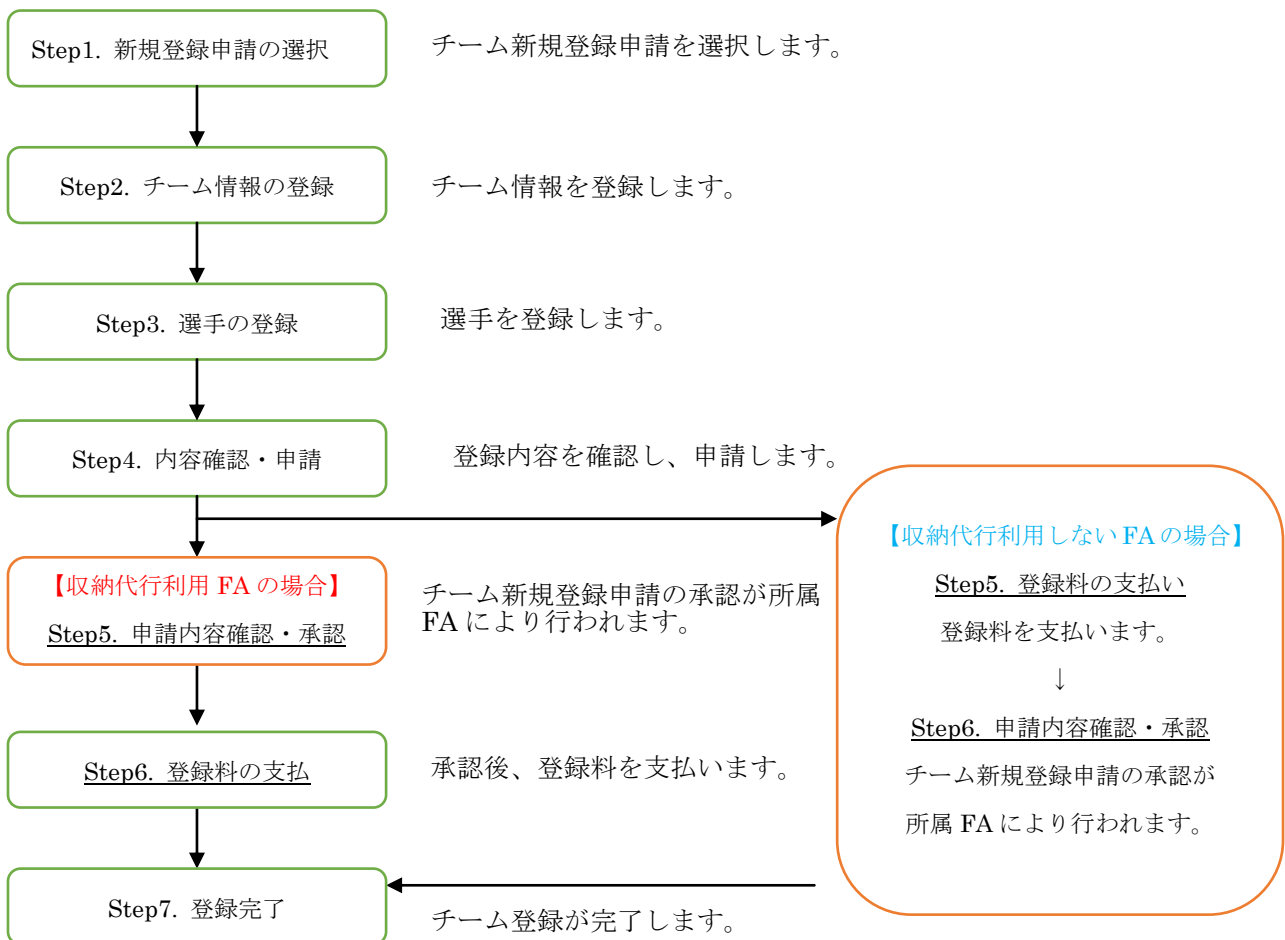 Step1. 新規登録申請の選択
チーム新規登録申請を選択します。
Step2. チーム情報の登録
チーム情報を登録します。
Step3. 選手の登録
選手を登録します。
Step4. 内容確認・申請
登録内容を確認し、申請します。
【収納代行利用 FA の場合】
Step5. 申請内容確認・承認
チーム新規登録申請の承認が所属
FA により行われます。
Step6. 登録料の支払
承認後、登録料を支払います。
【収納代行利用しない FA の場合】
Step5. 登録料の支払い
登録料を支払います。
↓
Step6. 申請内容確認・承認
チーム新規登録申請の承認が
所属 FA により行われます。
Step7. 登録完了
チーム登録が完了します。